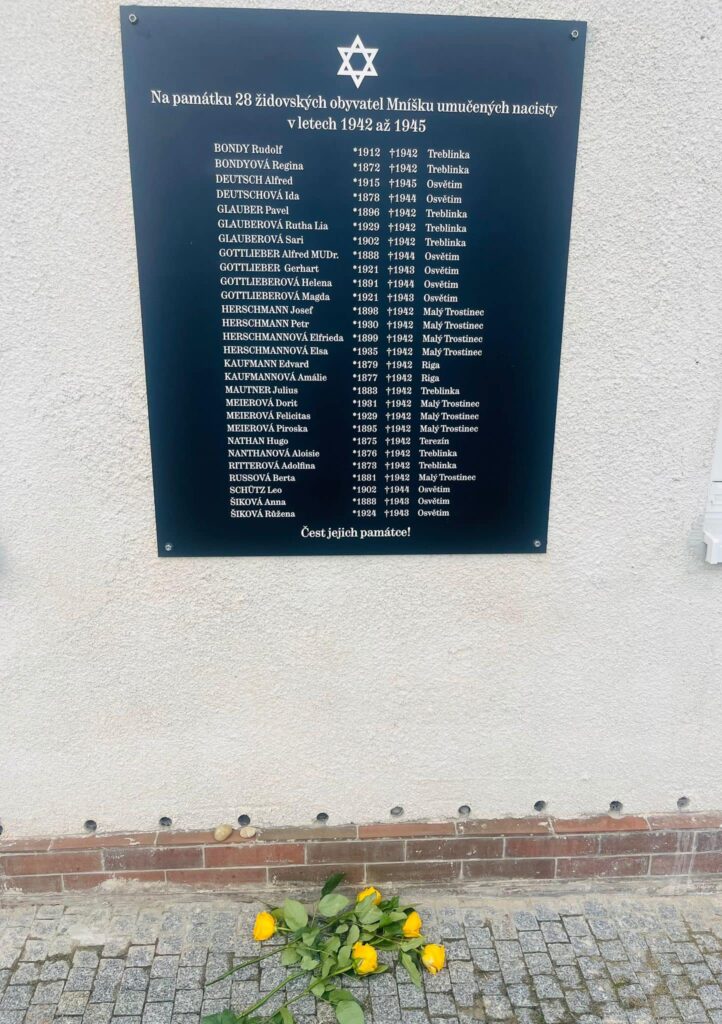 Na památku 28 židovských obyvatel Mníšku umučených nacisty
v letech 1942 až 1945
BONDY Rudolf *1912 †1942 Treblinka
BONDYOVÁ Regina *1872 †1942 Treblinka
DEUTSCH Alfred *1915 †1945 Osvětim
DEUTSCHOVÁ Ida *1878 †1944 Osvětim
GLAUBER Pavel *1896 †1942 Treblinka
GLAUBEROVÁ Rutha Lia *1929 †1942 Treblinka
GLAUBEROVÁ Sari *1902 †1942 Treblinka
GOTTLIEBER Alfred MUDr. *1888 †1944 Osvětim
GOTTLIEBER Gerhart *1921 †1943 Osvětim
GOTTLIEBEROVÁ Helena *1891 †1944 Osvětim
GOTTLIEBEROVÁ Magda *1921 †1943 Osvětim
HERSCHMANN Josef *1898 †1942 Malý Trostinec
HERSCHMANN Petr *1930 †1942 Malý Trostinec
HERSCHMANNOVÁ Elfrieda *1899 †1942 Malý Trostinec
HERSCHMANNOVÁ Elsa *1935 †1942 Malý Trostinec
KAUFMANN Edvard *1879 †1942 Riga
KAUFMANNOVÁ Amálie *1877 †1942 Riga
MAUTNER Julius *1883 †1942 Treblinka
MEIEROVÁ Dorit *1931 †1942 Malý Trostinec
MEIEROVÁ Felicitas *1929 †1942 Malý Trostinec
MEIEROVÁ Piroska *1895 †1942 Malý Trostinec
NATHAN Hugo *1875 †1942 Terezín
NANTHANOVÁ Aloisie *1876 †1942 Treblinka
RITTEROVÁ Adolfina *1873 †1942 Treblinka
RUSSOVÁ Berta *1881 †1942 Malý Trostinec
SCHÜTZ Leo *1902 †1944 Osvětim
ŠIKOVÁ Anna *1888 †1943 Osvětim
ŠIKOVÁ Růžena *1924 †1943 Osvětim
Čest jejich památce!